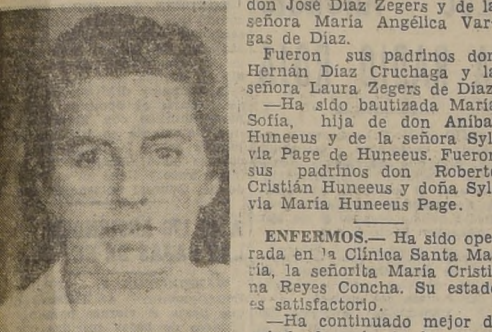 don José Díaz Zegers y de la
señora María Angélica Var-
gas de Díaz.
Fueron sus padrinos don
Hernán Díaz Cruchaga y la
señora Laura Zegers de Díaz
—Ha sido bautizada María
Sofía, hija de don Aníbal
Huneeus y de la señora Syl-
via Page de Huneeus. Fueron
sus padrinos don Roberto
Cristián Huneeus y doña Syl-
via María Huneeus Page.
ENFERMOS.— Ha sido ope-
rada en la Clínica Santa Ma-
ría, la señorita María Cristi-
na Reyes Concha. Su estado
es satisfactorio.
—Ha continuado mejor d